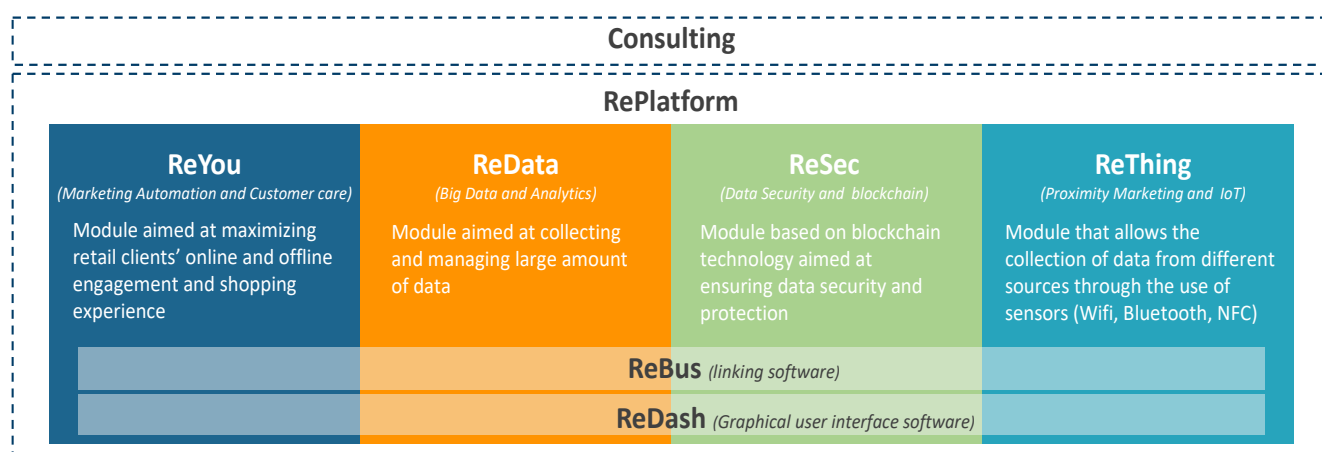 Consulting
RePlatform
ReYou
(Marketing Automation and Customer care)
Module aimed at maximizing
retail clients’ online and offline
engagement and shopping
experience
ReData
(Big Data and Analytics)
Module aimed at collecting
and managing large amount
of data
ReSec
(Data Security and blockchain)
Module based on blockchain
technology aimed at
ensuring data security and
protection
ReThing
(Proximity Marketing and IoT)
Module that allows the
collection of data from different
sources through the use of
sensors (Wifi, Bluetooth, NFC)
ReBus (linking software)
ReDash (Graphical user interface software)